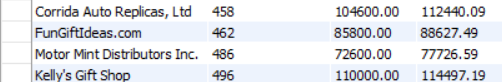 Corrida Auto Replicas, Ltd 458 104600.00 112440.09
FunGiftIdeas.com 462 85800.00 88627.49
Motor Mint Distributors Inc. 486 72600.00 77726.59
Kelly's Gift Shop 496 110000.00 114497.19